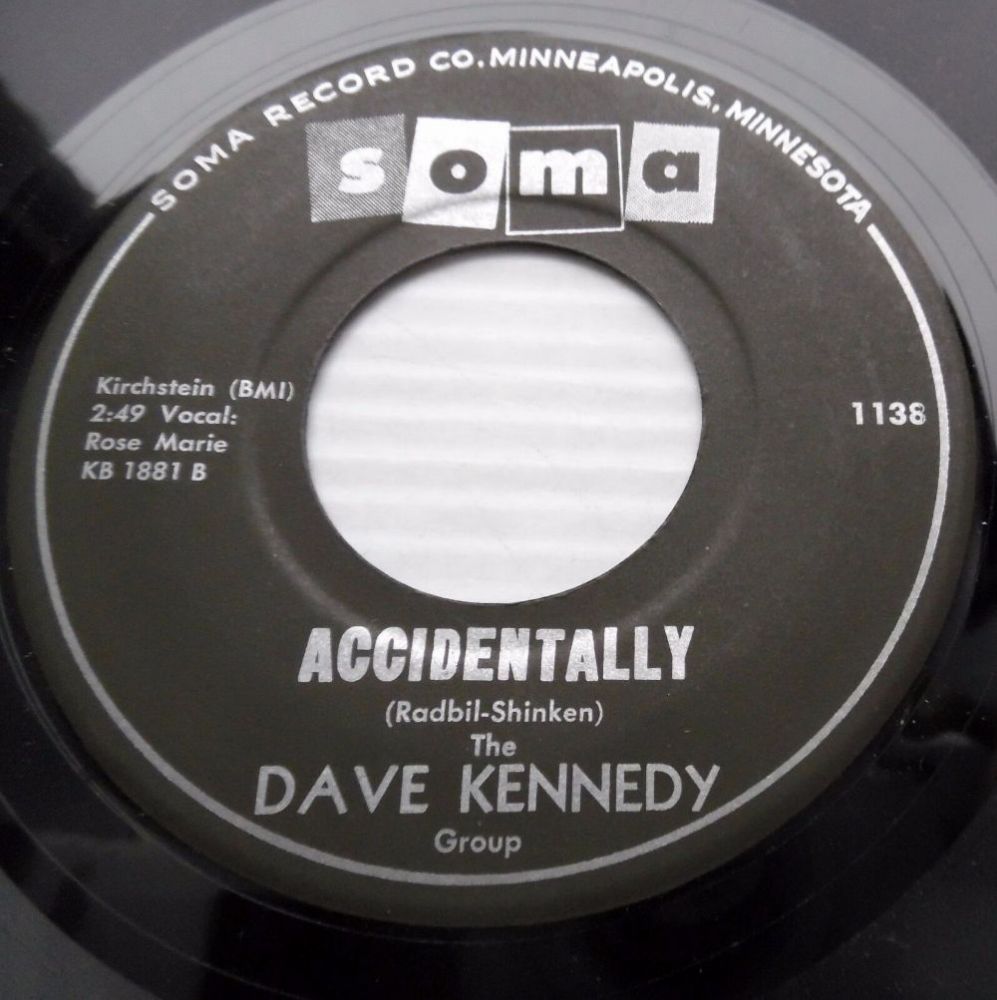 SOMA RECORD CO. MINNEAPOLIS, MINNESOTA
soma
Kirchstein (BMI)
2:49 Vocal:
Rose Marie
KB 1881 B
1138
ACCIDENTALLY
(Radbil-Shinken)
The
DAVE KENNEDY
Group